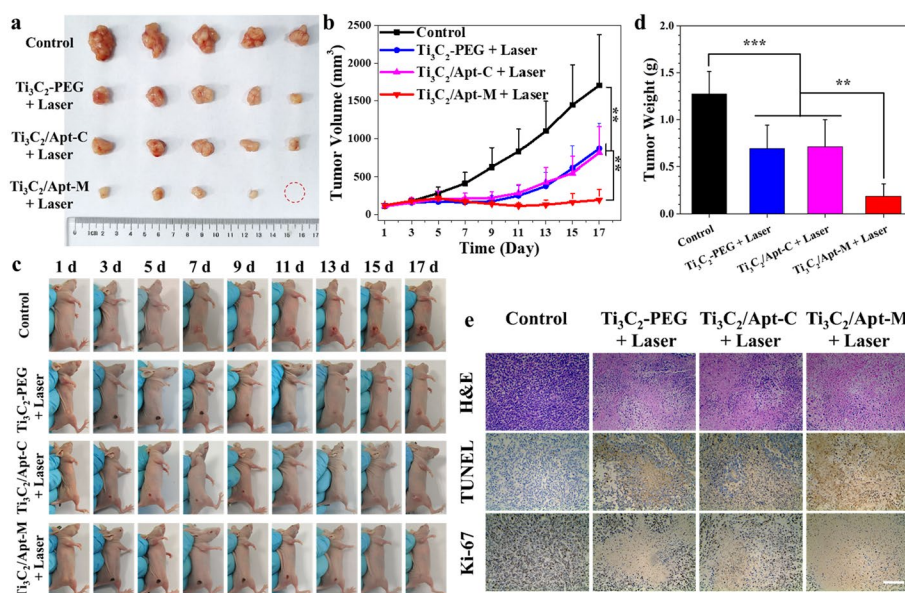 a
Control
Ti₃C₂-PEG
+ Laser
Ti₃C₂/Apt-C
+ Laser
Ti₃C₂/Apt-M
+ Laser
b
Tumor Volume (mm³)
2500
2000
1500
1000
500
0
Control
Ti₃C₂-PEG + Laser
Ti₃C₂/Apt-C + Laser
Ti₃C₂/Apt-M + Laser
**
**
1 3 5 7 9 11 13 15 17
Time (Day)
d
Tumor Weight (g)
2.0
1.5
1.0
0.5
0.0
***
**
Control
Ti₃C₂-PEG + Laser
Ti₃C₂/Apt-C + Laser
Ti₃C₂/Apt-M + Laser
c
1 d 3 d 5 d 7 d 9 d 11 d 13 d 15 d 17 d
Control
Ti₃C₂-PEG
+ Laser
Ti₃C₂/Apt-C
+ Laser
Ti₃C₂/Apt-M
+ Laser
e
Control Ti₃C₂-PEG Ti₃C₂/Apt-C Ti₃C₂/Apt-M
+ Laser + Laser + Laser
H&E
TUNEL
Ki-67